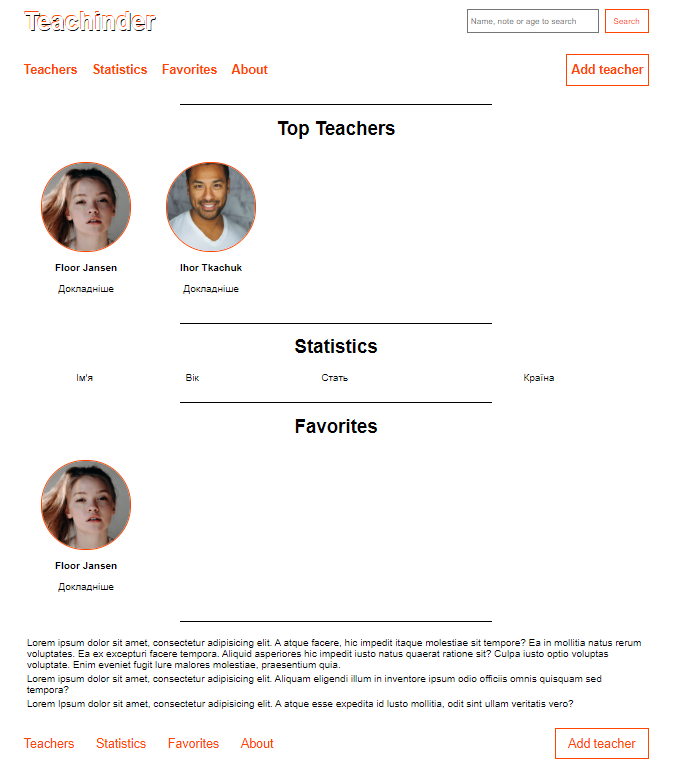 Teachinder
Name, note or age to search
Search
Teachers Statistics Favorites About
Add teacher
Top Teachers
Floor Jansen
Ihor Tkachuk
Докладніше
Докладніше
Statistics
Ім'я Вік Стать Країна
Favorites
Floor Jansen
Докладніше
Lorem ipsum dolor sit amet, consectetur adipisicing elit. A atque facere, hic impedit itaque molestiae sit tempore? Ea in mollitia natus rerum
voluptates. Ea ex excepturi facere tempora. Aliquid asperiores hic impedit iusto natus quaerat ratione sit? Culpa iusto optio voluptas
voluptate. Enim eveniet fugit iure malores molestiae, praesentium quia.
Lorem ipsum dolor sit amet, consectetur adipisicing elit. Aliquam eligendi illum in inventore ipsum odio officiis omnis quisquam sed
tempora?
Lorem Ipsum dolor sit amet, consectetur adipisicing elit. A atque esse expedita id lusto mollitia, odit sint ullam veritatis vero?
Teachers Statistics Favorites About
Add teacher